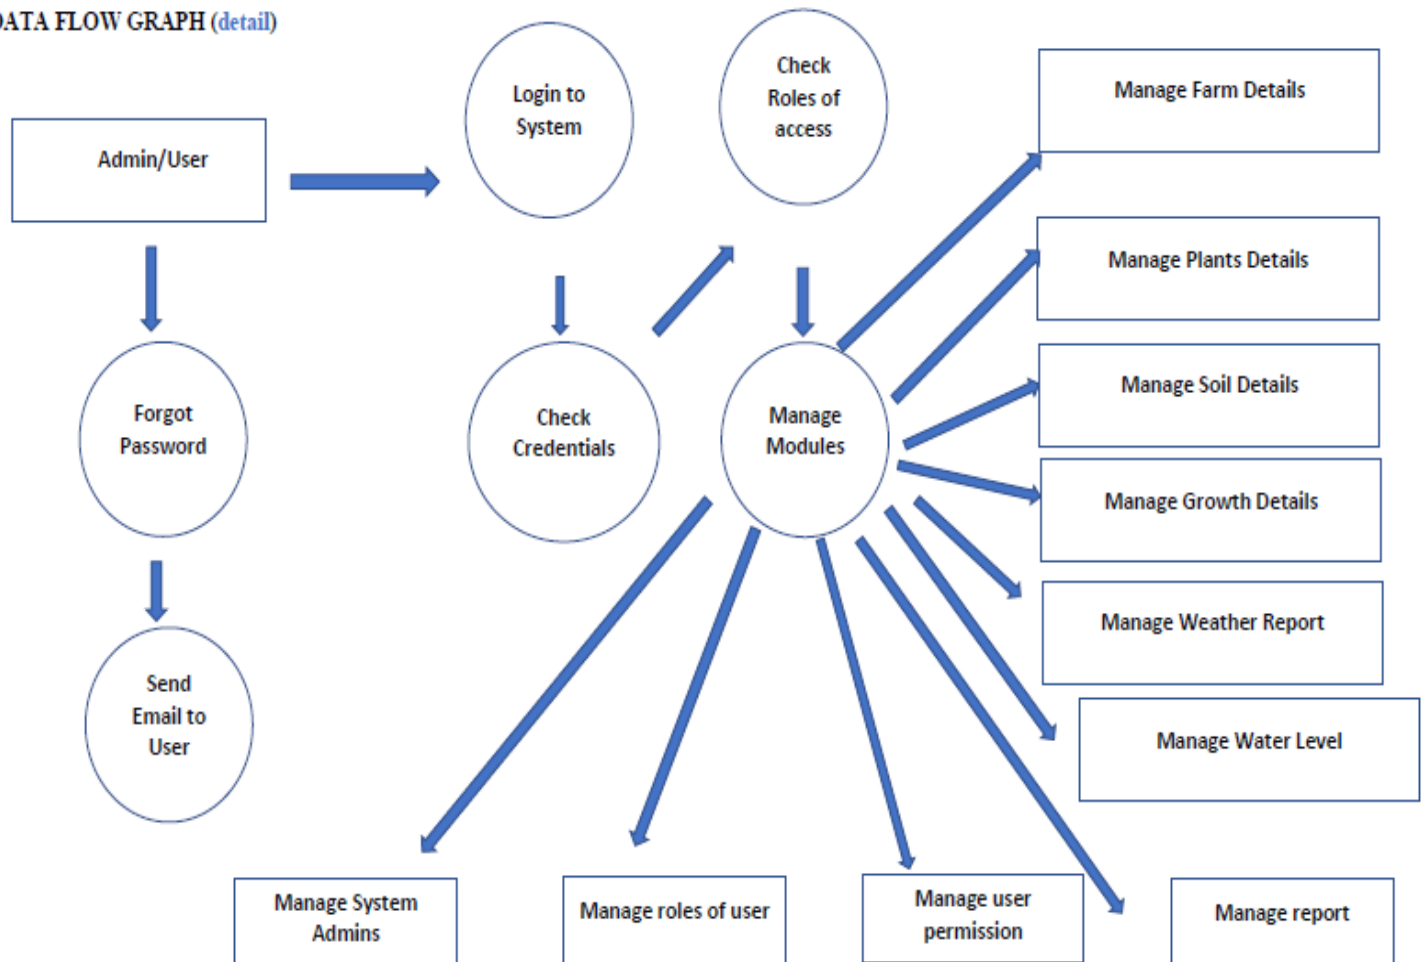 DATA FLOW GRAPH (detail)
Admin/User
Login to
System
Check
Roles of
access
Manage Farm Details
Manage Plants Details
Manage Soil Details
Manage Growth Details
Manage Weather Report
Manage Water Level
Forgot
Password
Check
Credentials
Manage
Modules
Send
Email to
User
Manage System
Admins
Manage roles of user
Manage user
permission
Manage report